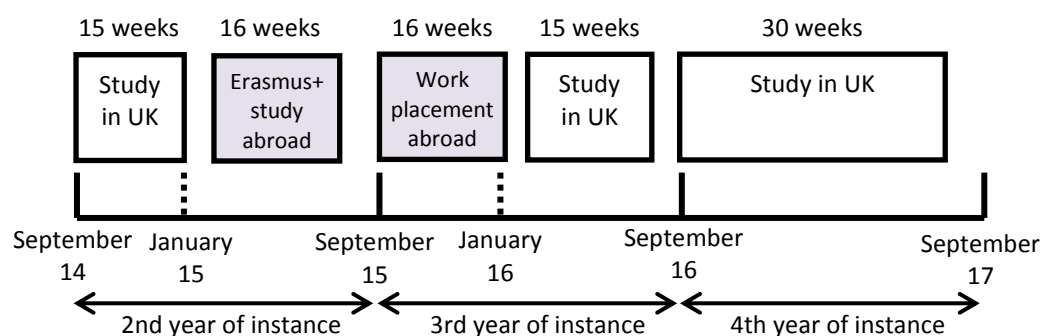 15 weeks 16 weeks 16 weeks 15 weeks 30 weeks
Study
in UK
Erasmus+
study
abroad
Work
placement
abroad
Study
in UK
Study in UK
September
14
January
15
September
15
January
16
September
16
September
17
2nd year of instance 3rd year of instance 4th year of instance